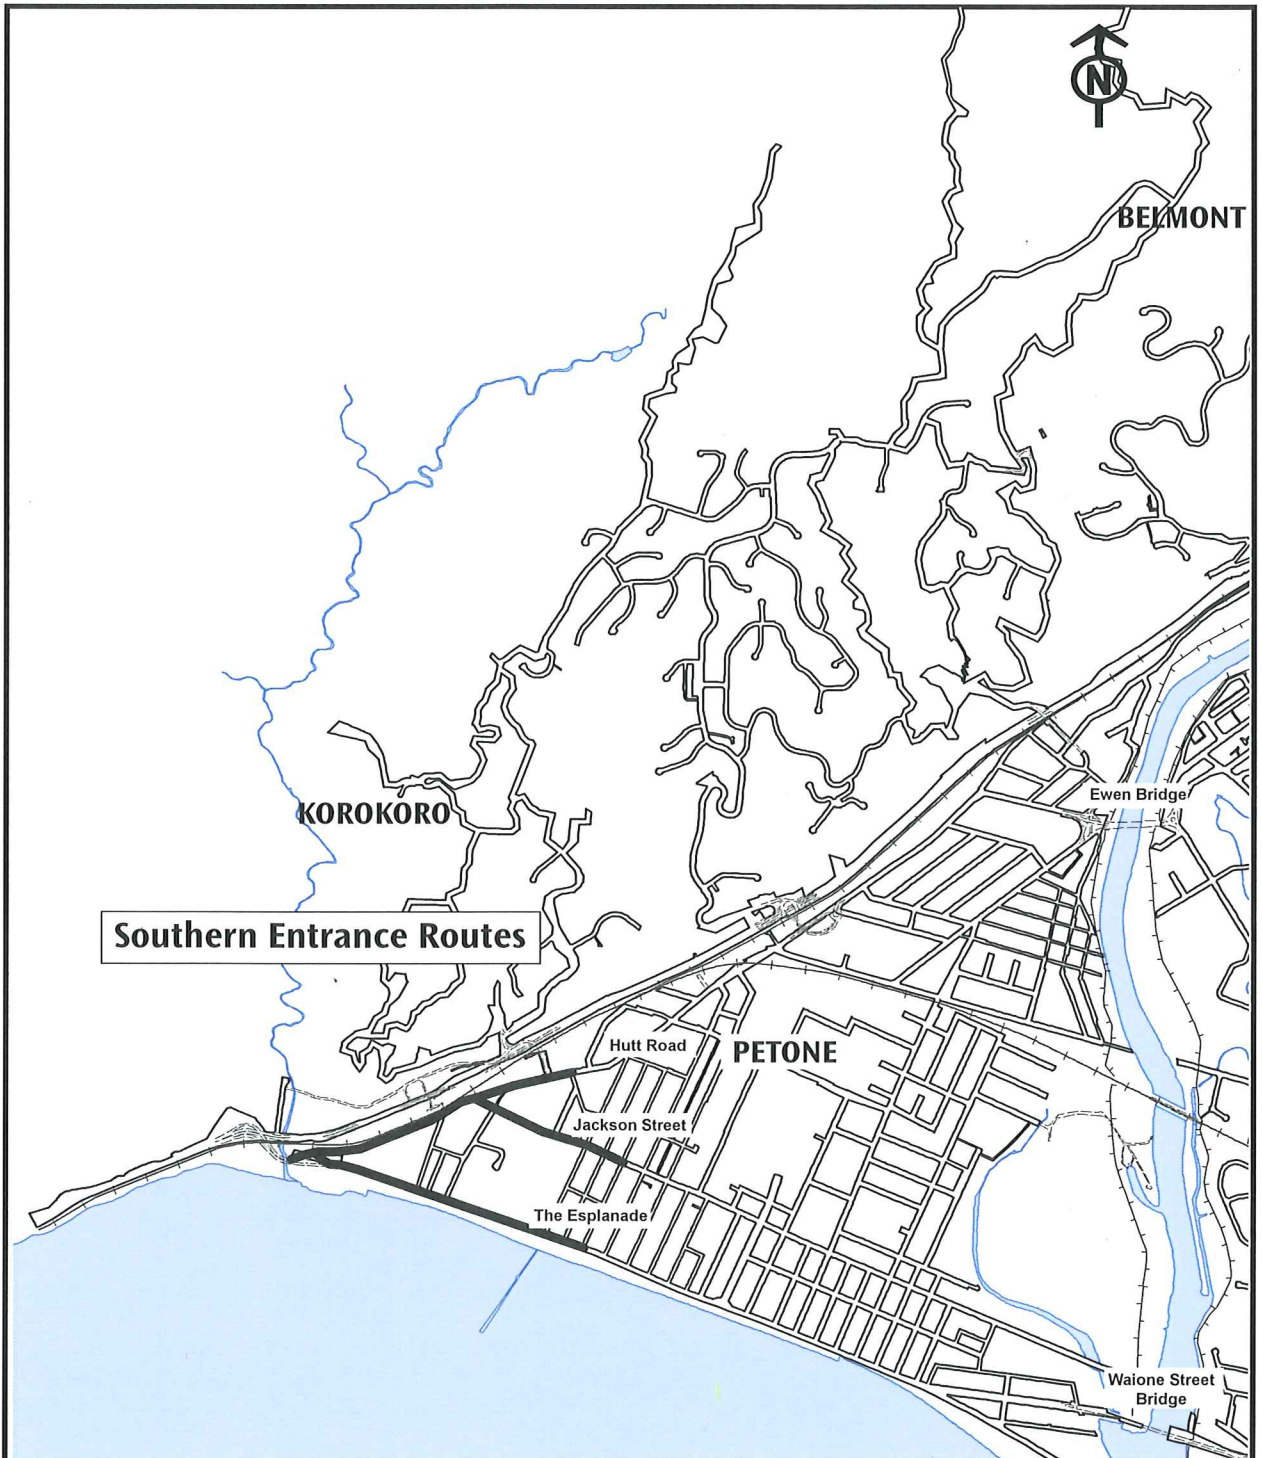 N
BELMONT
Ewen Bridge
KOROKORO
Southern Entrance Routes
Hutt Road
PETONE
Jackson Street
The Esplanade
Waione Street
Bridge